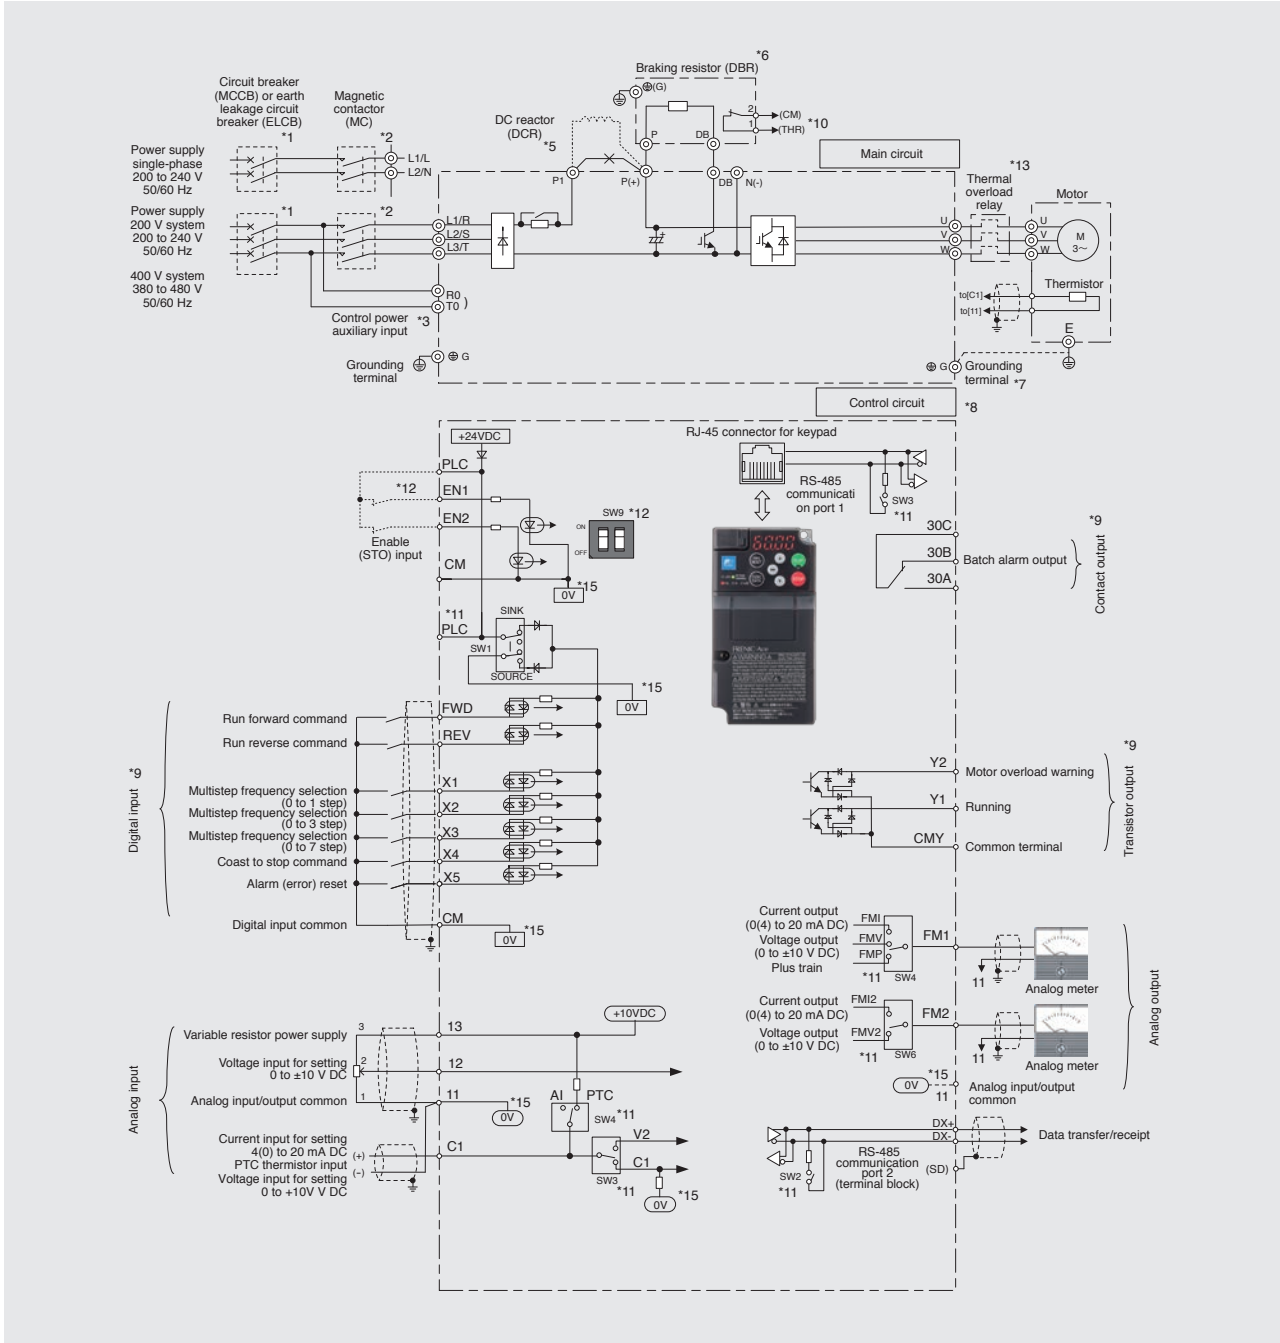 *6
Braking resistor (DBR)
(G)
Circuit breaker
(MCCB) or earth
leakage circuit
breaker (ELCB)
*1
Magnetic
contactor
(MC)
*2
DC reactor
(DCR)
*5
2
(CM)
1
(THR)
*10
P
DB
Main circuit
Power supply
single-phase
200 to 240 V
50/60 Hz
L1/L
L2/N
P1
P(+)
DB
N(-)
*13
Thermal
overload
relay
Motor
Power supply
200 V system
200 to 240 V
50/60 Hz
*1
*2
L1/R
L2/S
L3/T
U
V
W
U
V
W
M
3~
400 V system
380 to 480 V
50/60 Hz
R0
T0 )
Control power
auxiliary input
*3
Thermistor
to[C1]
to[11]
E
Grounding
terminal
G
G
Grounding
terminal *7
Control circuit
*8
+24VDC
RJ-45 connector for keypad
PLC
*12
EN1
EN2
Enable
(STO) input
SW9
*12
ON
OFF
CM
*15
0V
RS-485
communicati
on port 1
SW3
*11
30C
30B
30A
Batch alarm output
*9
Contact output
60.00
FRENIC-Ace
WARNING
*11
PLC
SINK
SW1
SOURCE
*15
0V
*9
Digital input
Run forward command
FWD
Run reverse command
REV
Multistep frequency selection
(0 to 1 step)
X1
Multistep frequency selection
(0 to 3 step)
X2
Multistep frequency selection
(0 to 7 step)
X3
Coast to stop command
X4
Alarm (error) reset
X5
Digital input common
CM
0V
*15
Y2
Motor overload warning
Y1
Running
CMY
Common terminal
*9
Transistor output
Current output
(0(4) to 20 mA DC)
FMI
Voltage output
(0 to ±10 V DC)
FMV
Plus train
FMP
*11
SW4
FM1
11
Analog meter
Current output
(0(4) to 20 mA DC)
FMI2
Voltage output
(0 to ±10 V DC)
FMV2
*11
SW6
FM2
11
Analog meter
Analog output
0V
*15
11
Analog input/output
common
Analog input
Variable resistor power supply
3
13
+10VDC
Voltage input for setting
0 to ±10 V DC
2
12
Analog input/output common
1
11
*15
0V
AI
PTC
SW4
*11
Current input for setting
4(0) to 20 mA DC
PTC thermistor input
Voltage input for setting
0 to +10V V DC
(+)
(−)
C1
V2
C1
SW3
*11
*15
0V
DX+
DX-
Data transfer/receipt
RS-485
communication
port 2
(terminal block)
(SD)
SW2
*11